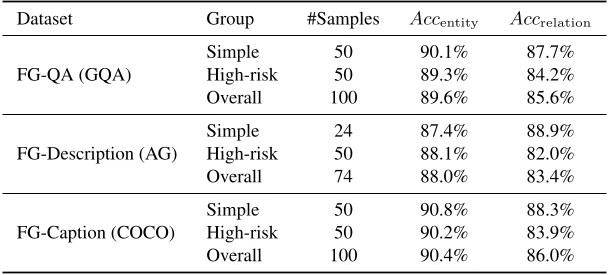 Dataset Group #Samples Acc_entity Acc_relation
Simple 50 90.1% 87.7%
FG-QA (GQA) High-risk 50 89.3% 84.2%
Overall 100 89.6% 85.6%
Simple 24 87.4% 88.9%
FG-Description (AG) High-risk 50 88.1% 82.0%
Overall 74 88.0% 83.4%
Simple 50 90.8% 88.3%
FG-Caption (COCO) High-risk 50 90.2% 83.9%
Overall 100 90.4% 86.0%